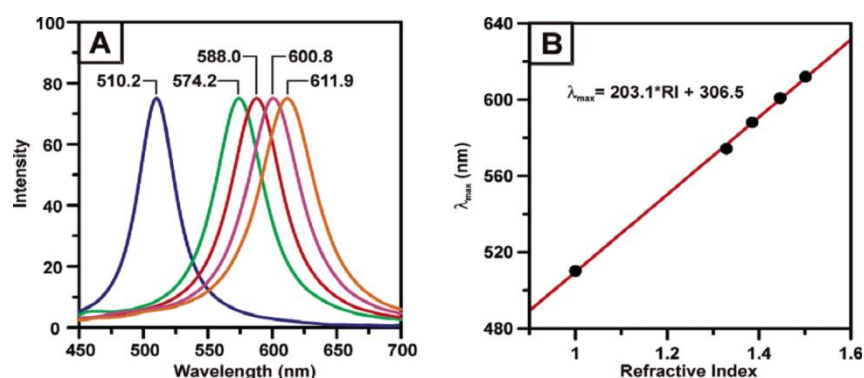 A
100
80
60
40
20
0
Intensity
588.0 600.8
510.2 574.2 611.9
450 500 550 600 650 700
Wavelength (nm)
B
640
600
560
520
480
λmax (nm)
λmax= 203.1*RI + 306.5
1 1.2 1.4 1.6
Refractive Index